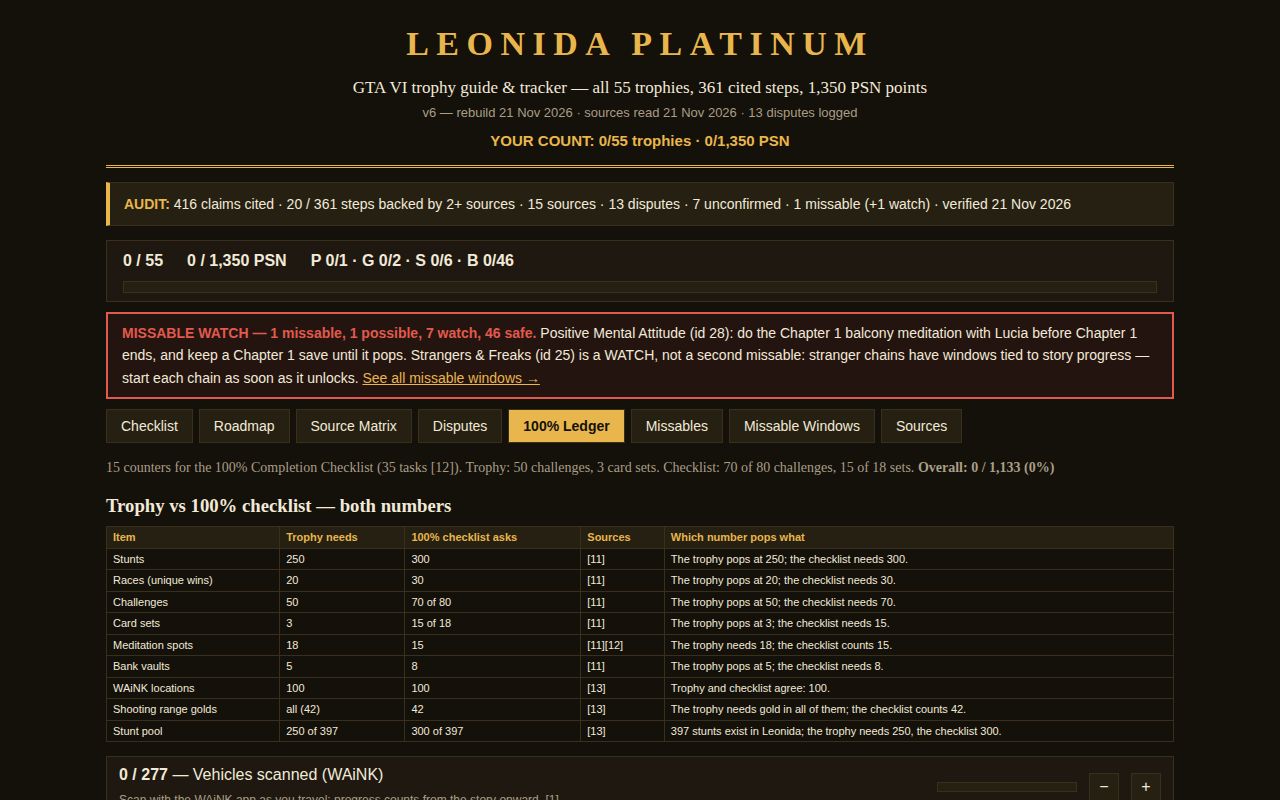 LEONIDA PLATINUM
GTA VI trophy guide & tracker — all 55 trophies, 361 cited steps, 1,350 PSN points
v6 — rebuild 21 Nov 2026 · sources read 21 Nov 2026 · 13 disputes logged
YOUR COUNT: 0/55 trophies · 0/1,350 PSN
AUDIT: 416 claims cited · 20 / 361 steps backed by 2+ sources · 15 sources · 13 disputes · 7 unconfirmed · 1 missable (+1 watch) · verified 21 Nov 2026
0 / 55 0 / 1,350 PSN P 0/1 · G 0/2 · S 0/6 · B 0/46
MISSABLE WATCH — 1 missable, 1 possible, 7 watch, 46 safe. Positive Mental Attitude (id 28): do the Chapter 1 balcony meditation with Lucia before Chapter 1
ends, and keep a Chapter 1 save until it pops. Strangers & Freaks (id 25) is a WATCH, not a second missable: stranger chains have windows tied to story progress —
start each chain as soon as it unlocks. See all missable windows →
Checklist Roadmap Source Matrix Disputes 100% Ledger Missables Missable Windows Sources
15 counters for the 100% Completion Checklist (35 tasks [12]). Trophy: 50 challenges, 3 card sets. Checklist: 70 of 80 challenges, 15 of 18 sets. Overall: 0 / 1,133 (0%)
Trophy vs 100% checklist — both numbers
Item Trophy needs 100% checklist asks Sources Which number pops what
Stunts 250 300 [11] The trophy pops at 250; the checklist needs 300.
Races (unique wins) 20 30 [11] The trophy pops at 20; the checklist needs 30.
Challenges 50 70 of 80 [11] The trophy pops at 50; the checklist needs 70.
Card sets 3 15 of 18 [11] The trophy pops at 3; the checklist needs 15.
Meditation spots 18 15 [11][12] The trophy needs 18; the checklist counts 15.
Bank vaults 5 8 [11] The trophy pops at 5; the checklist needs 8.
WAiNK locations 100 100 [13] Trophy and checklist agree: 100.
Shooting range golds all (42) 42 [13] The trophy needs gold in all of them; the checklist counts 42.
Stunt pool 250 of 397 300 of 397 [13] 397 stunts exist in Leonida; the trophy needs 250, the checklist 300.
0 / 277 — Vehicles scanned (WAiNK) − +
Scan with the WAiNK app as you travel; progress counts from the story onward. [1]